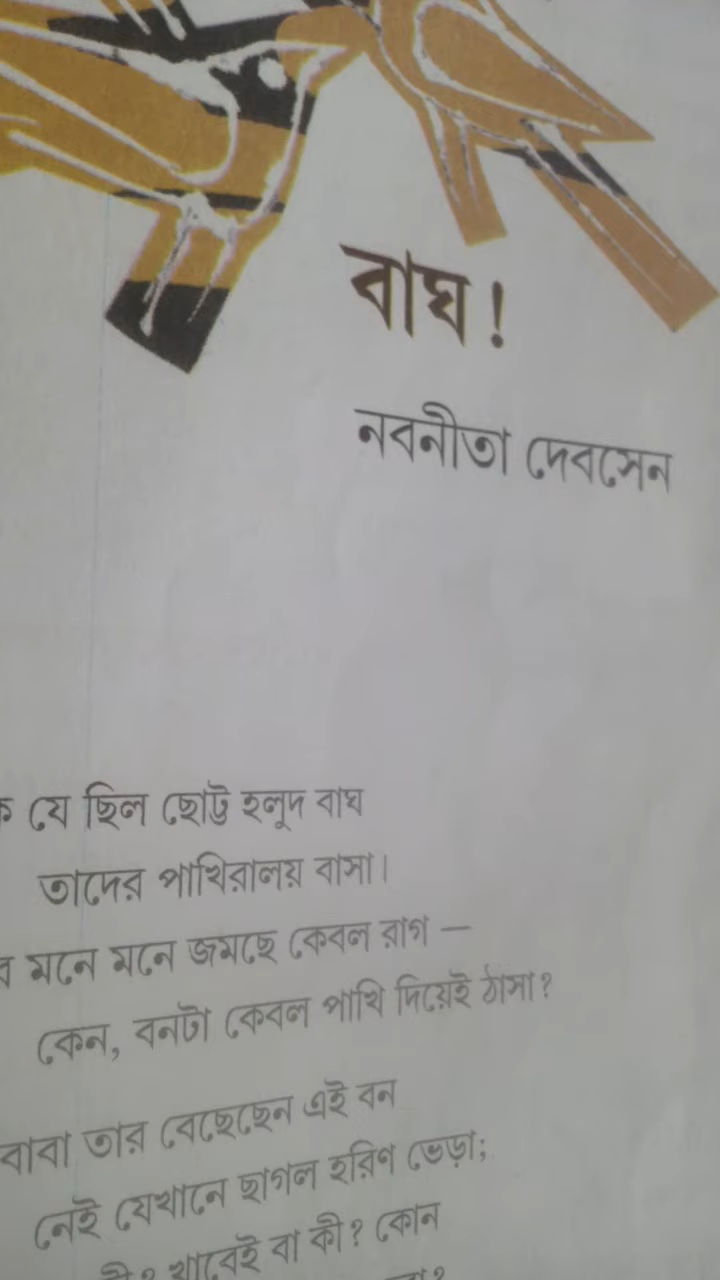 বাঘ!
নবনীতা দেবসেন
যে ছিল ছোট্ট হলুদ বাঘ
তাদের পাখিরালয় বাসা।
মনে মনে জমছে কেবল রাগ —
কেন, বনটা কেবল পাখি দিয়েই ঠাসা?
বাবা তার বেছেছেন এই বন
নেই যেখানে ছাগল হরিণ ভেড়া;
খাবেই বা কী? কোন